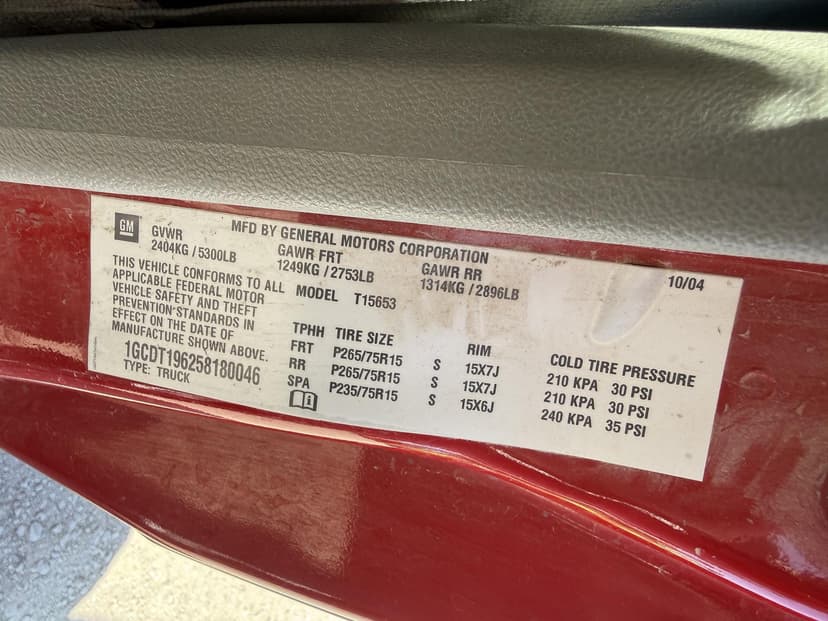 GM
MFD BY GENERAL MOTORS CORPORATION
10/04
GVWR GAWR FRT GAWR RR
2404KG / 5300LB 1249KG / 2753LB 1314KG / 2896LB
THIS VEHICLE CONFORMS TO ALL
APPLICABLE FEDERAL MOTOR
VEHICLE SAFETY AND THEFT
PREVENTION STANDARDS IN
EFFECT ON THE DATE OF
MANUFACTURE SHOWN ABOVE.
1GCDT196258180046
TYPE: TRUCK
MODEL T15653
TPHH TIRE SIZE RIM COLD TIRE PRESSURE
FRT P265/75R15 S 15X7J 210 KPA 30 PSI
RR P265/75R15 S 15X7J 210 KPA 30 PSI
SPA P235/75R15 S 15X6J 240 KPA 35 PSI